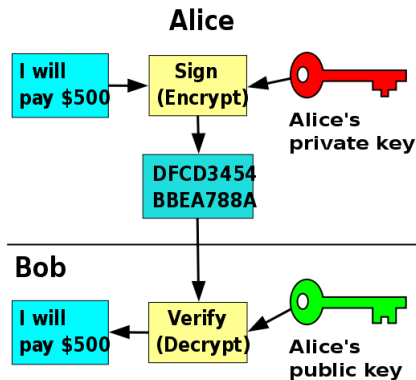 Alice
I will
pay $500
Sign
(Encrypt)
Alice's
private key
DFCD3454
BBEA788A
Bob
I will
pay $500
Verify
(Decrypt)
Alice's
public key